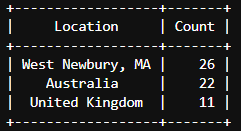 +--------------------+-------+
|      Location      | Count |
+--------------------+-------+
| West Newbury, MA   |    26 |
|     Australia      |    22 |
|   United Kingdom   |    11 |
+--------------------+-------+